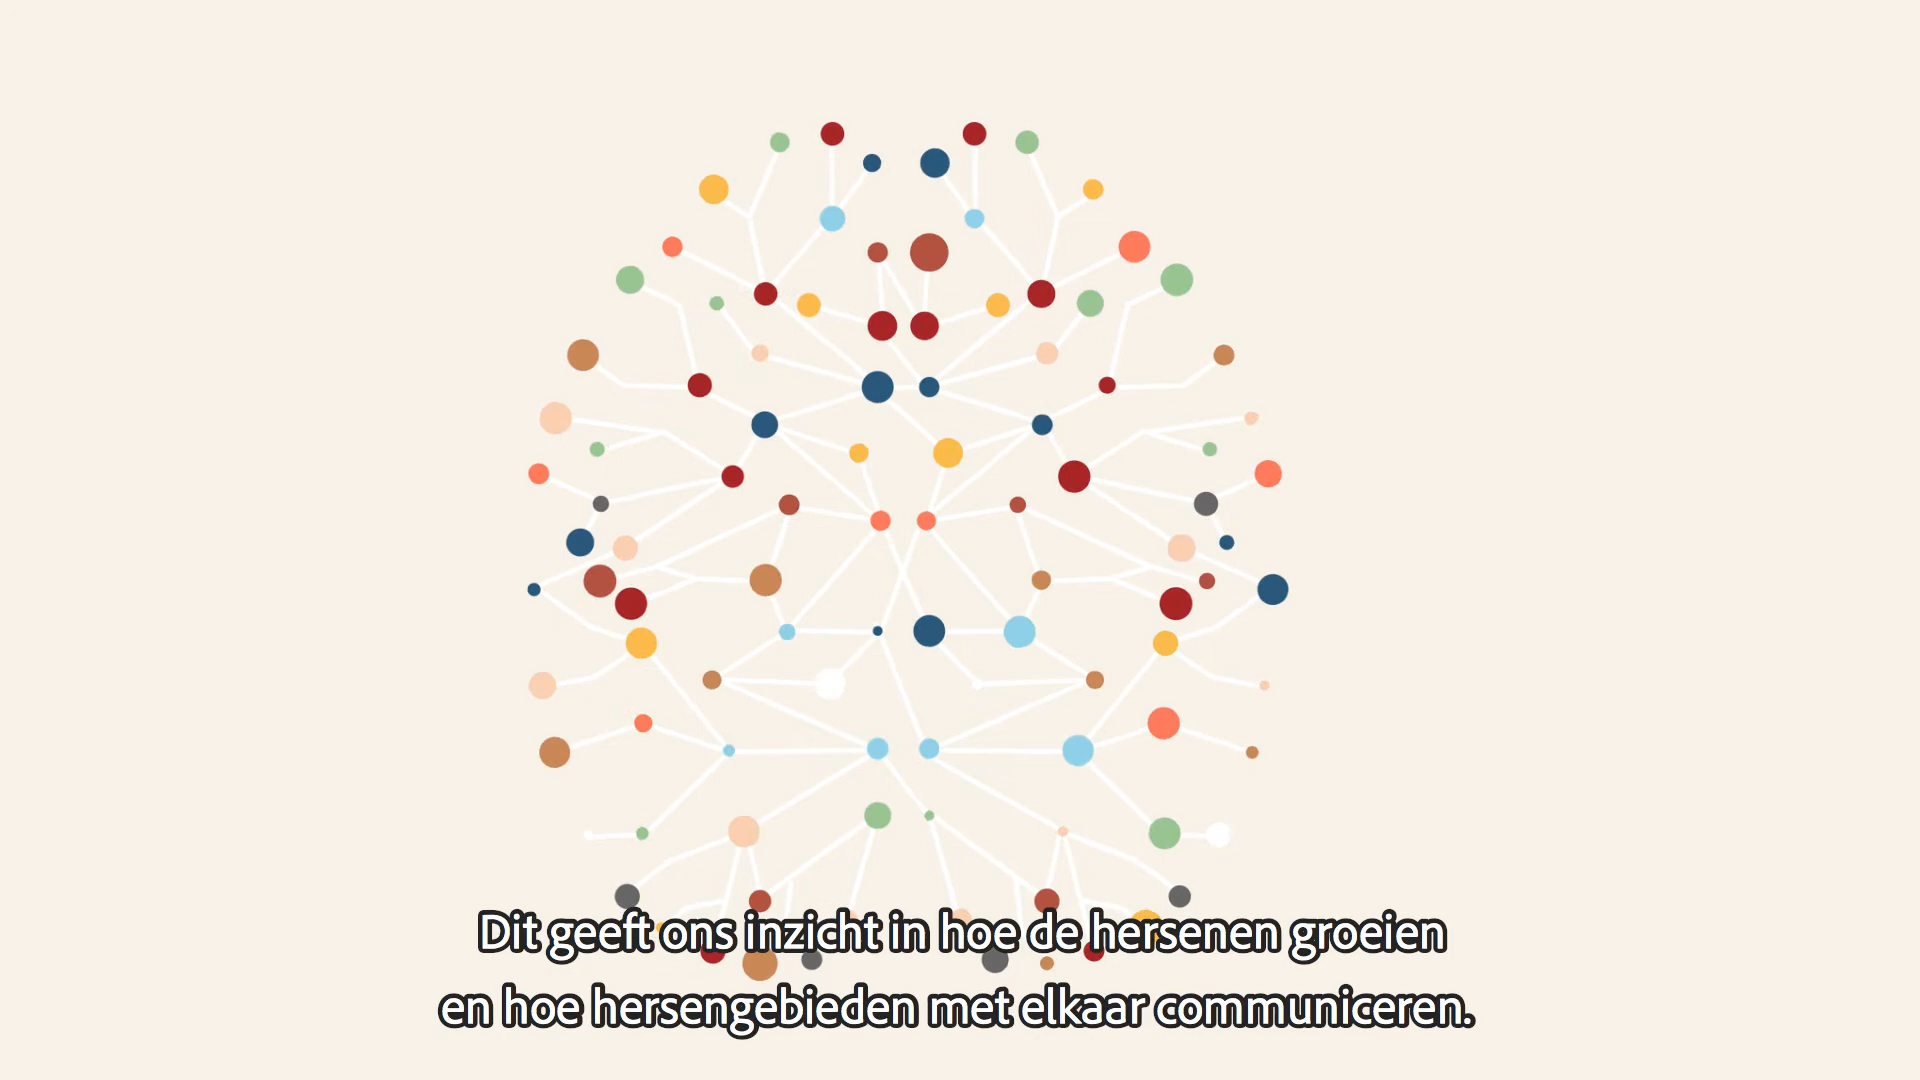 Dit geeft ons inzicht in hoe de hersenen groeien
en hoe hersengebieden met elkaar communiceren.